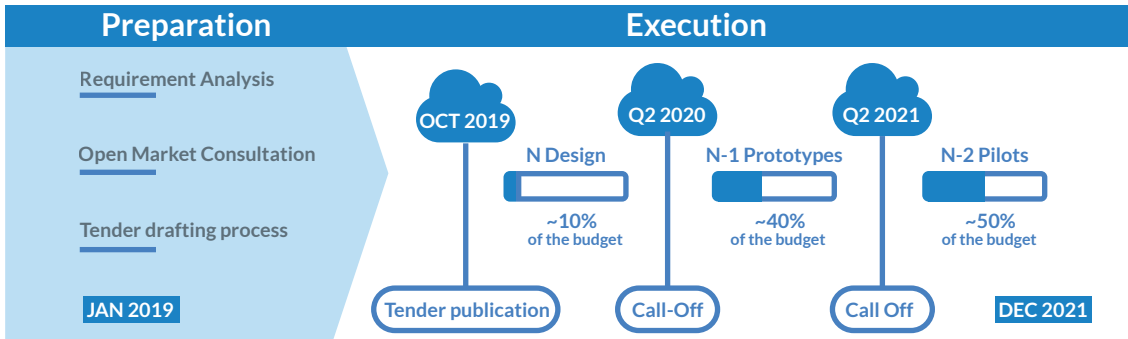 Preparation
Execution
Requirement Analysis
Open Market Consultation
Tender drafting process
JAN 2019
OCT 2019
Q2 2020
Q2 2021
N Design
N-1 Prototypes
N-2 Pilots
~10%
of the budget
~40%
of the budget
~50%
of the budget
Tender publication
Call-Off
Call Off
DEC 2021